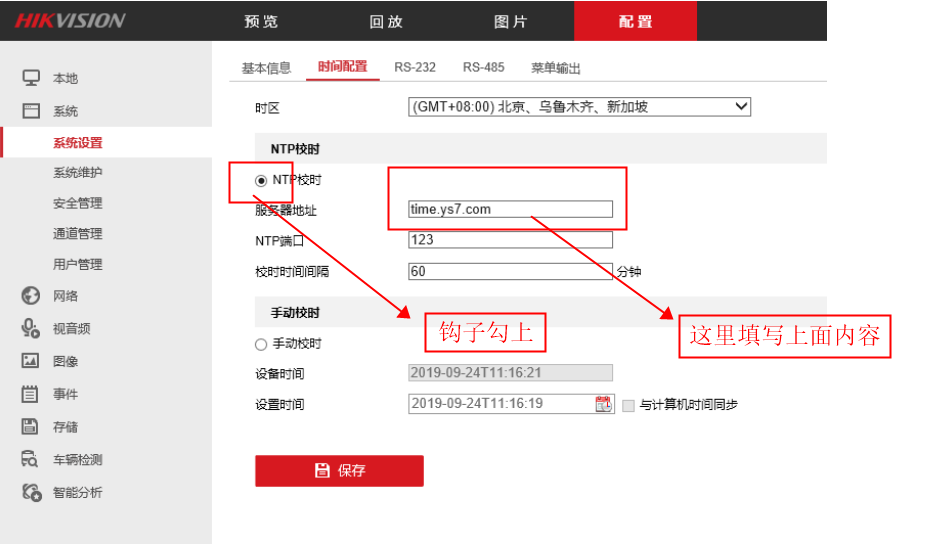 HIKVISION
预览 回放 图片 配置
基本信息 时间配置 RS-232 RS-485 菜单输出
本地
系统
系统设置
系统维护
安全管理
通道管理
用户管理
网络
视音频
图像
事件
存储
车辆检测
智能分析
时区 (GMT+08:00) 北京、乌鲁木齐、新加坡
NTP校时
NTP校时
服务器地址 time.ys7.com
NTP端口 123
校时时间间隔 60 分钟
手动校时
钩子勾上
这里填写上面内容
手动校时
设备时间 2019-09-24T11:16:21
设置时间 2019-09-24T11:16:19 与计算机时间同步
保存